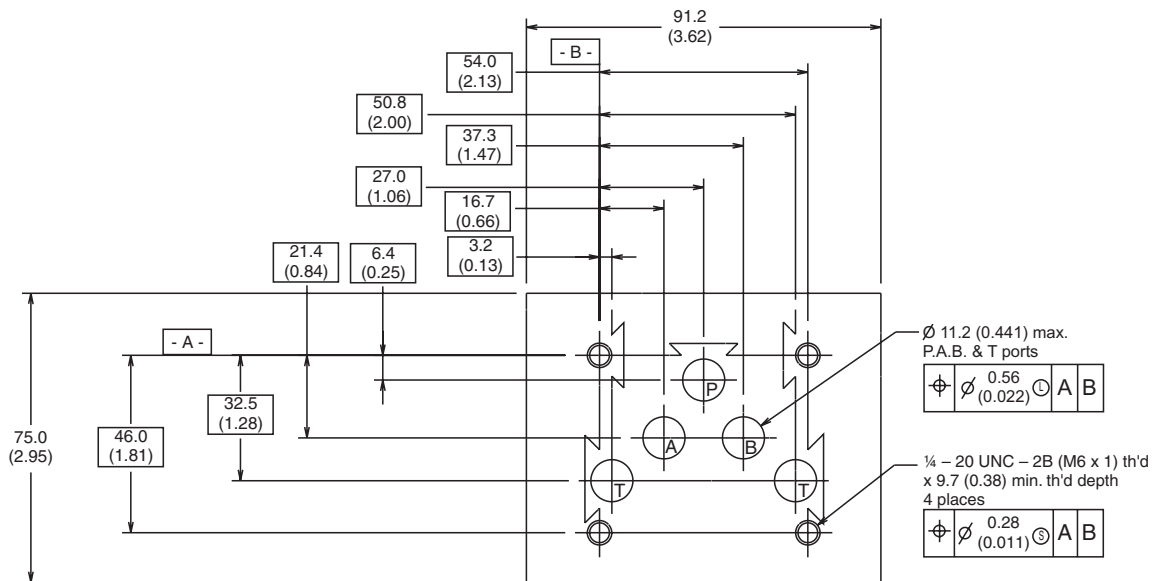 91.2
(3.62)
- B -
54.0
(2.13)
50.8
(2.00)
37.3
(1.47)
27.0
(1.06)
16.7
(0.66)
3.2
(0.13)
21.4
(0.84)
6.4
(0.25)
- A -
Ø 11.2 (0.441) max.
P.A.B. & T ports
⌖ Ø 0.56 (0.022) Ⓛ A B
P
32.5
(1.28)
75.0
(2.95)
46.0
(1.81)
A
B
T
T
¼ – 20 UNC – 2B (M6 x 1) th'd
x 9.7 (0.38) min. th'd depth
4 places
⌖ Ø 0.28 (0.011) Ⓢ A B